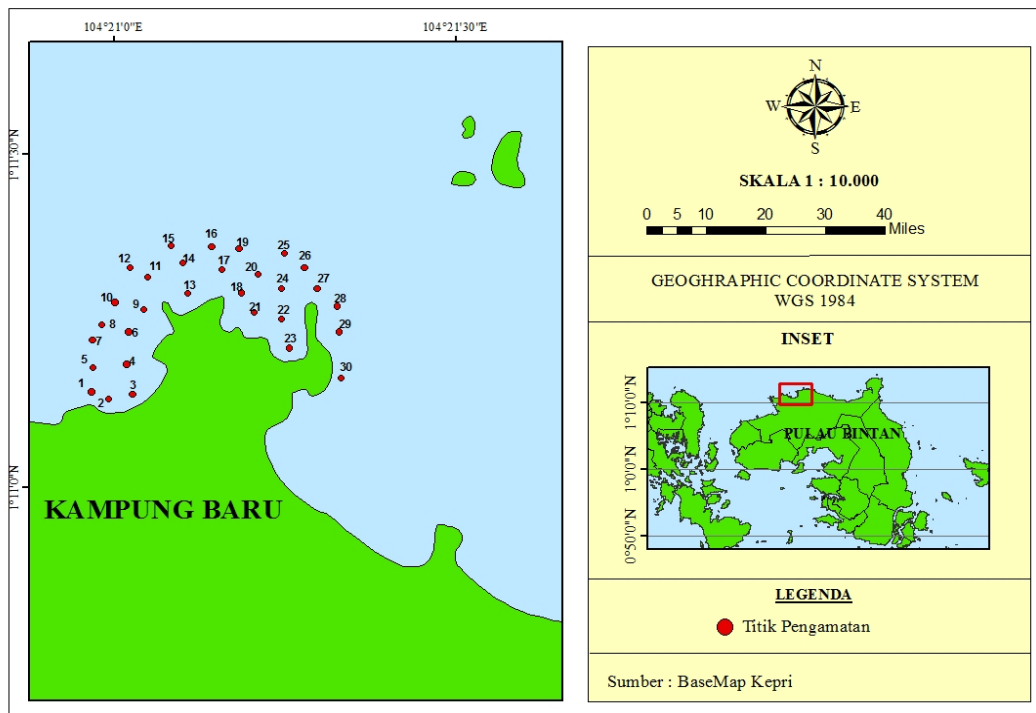 104°21'0"E
104°21'30"E
1°11'30"N
1°11'0"N
15
16
19
25
12
11
14
17
20
26
10
13
18
24
27
9
21
22
28
8
6
29
7
23
5
4
30
1
3
2
KAMPUNG BARU
N
W
E
S
SKALA 1 : 10.000
0 5 10 20 30 40
Miles
GEOGHRAPHIC COORDINATE SYSTEM
WGS 1984
INSET
1°10'0"N
1°0'0"N
0°50'0"N
PULAU BINTAN
LEGENDA
Titik Pengamatan
Sumber : BaseMap Kepri